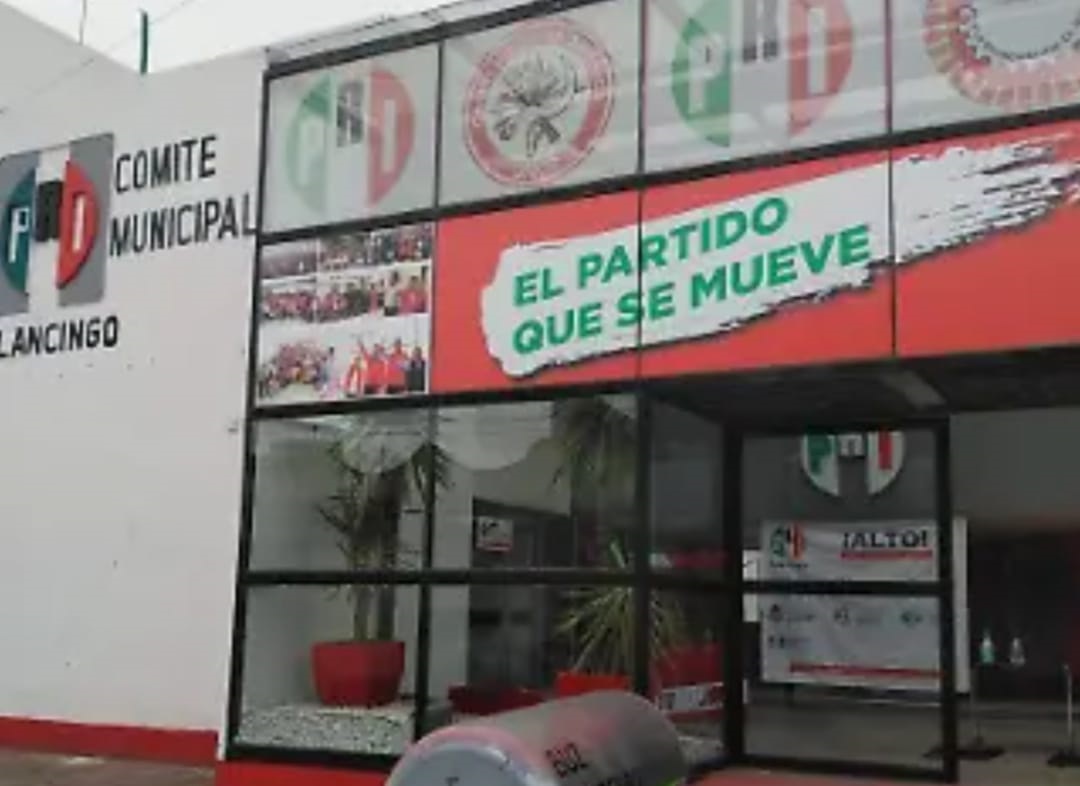 PRI
COMITE
MUNICIPAL
LANCINGO
PRI
PRI
EL PARTIDO
QUE SE MUEVE
PRI
¡ALTO!